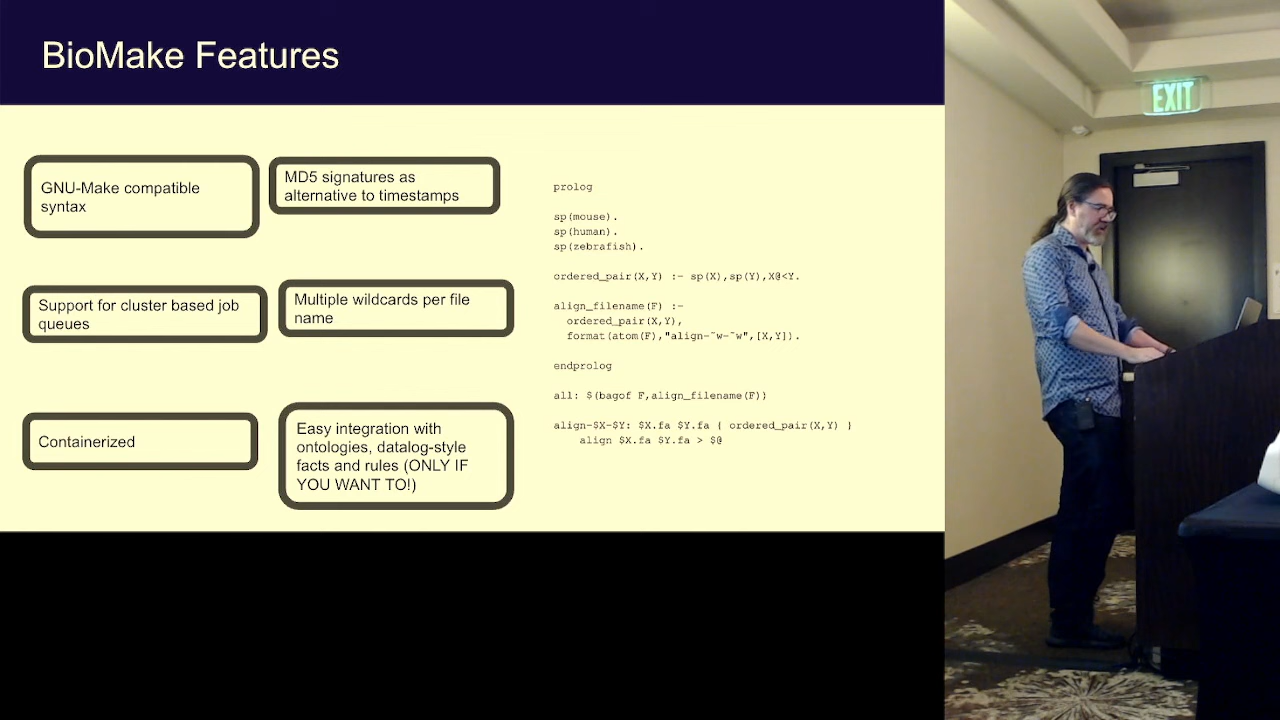 BioMake Features
GNU-Make compatible
syntax
MD5 signatures as
alternative to timestamps
Support for cluster based job
queues
Multiple wildcards per file
name
Containerized
Easy integration with
ontologies, datalog-style
facts and rules (ONLY IF
YOU WANT TO!)
prolog
sp(mouse).
sp(human).
sp(zebrafish).
ordered_pair(X,Y) :- sp(X),sp(Y),X@<Y.
align_filename(F) :-
ordered_pair(X,Y),
format(atom(F),"align-~w-~w",[X,Y]).
endprolog
all: $(bagof F,align_filename(F))
align-$X-$Y: $X.fa $Y.fa { ordered_pair(X,Y) }
align $X.fa $Y.fa > $@
EXIT